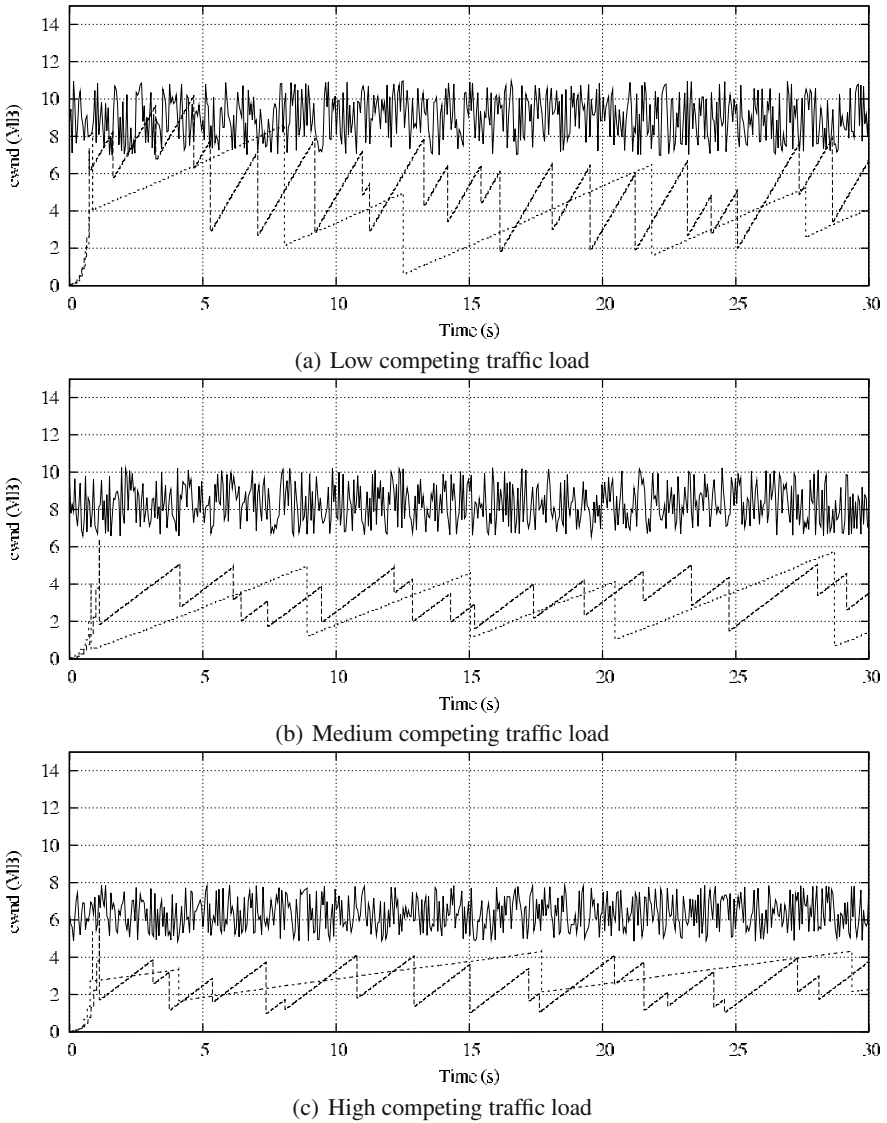 14
12
10
8
6
4
2
0
cwnd (MB)
0 5 10 15 20 25 30
Time (s)
(a) Low competing traffic load
14
12
10
8
6
4
2
0
cwnd (MB)
0 5 10 15 20 25 30
Time (s)
(b) Medium competing traffic load
14
12
10
8
6
4
2
0
cwnd (MB)
0 5 10 15 20 25 30
Time (s)
(c) High competing traffic load